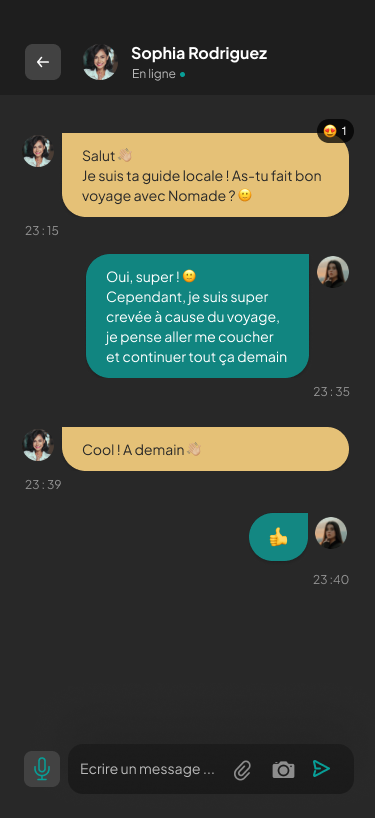 Sophia Rodriguez
En ligne
😍 1
Salut 👋🏼
Je suis ta guide locale ! As-tu fait bon
voyage avec Nomade ? 🙂
23 : 15
Oui, super ! 🙂
Cependant, je suis super
crevée à cause du voyage,
je pense aller me coucher
et continuer tout ça demain
23 : 35
Cool ! A demain 👋🏼
23 : 39
👍
23 :40
Ecrire un message ...